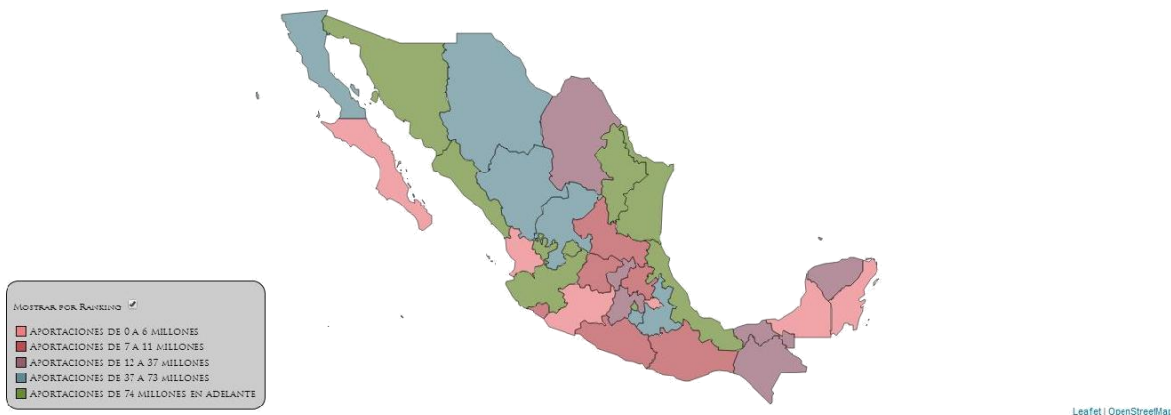 Mostrar por Ranking
Aportaciones de 0 a 6 millones
Aportaciones de 7 a 11 millones
Aportaciones de 12 a 37 millones
Aportaciones de 37 a 73 millones
Aportaciones de 74 millones en adelante
Leaflet | OpenStreetMap